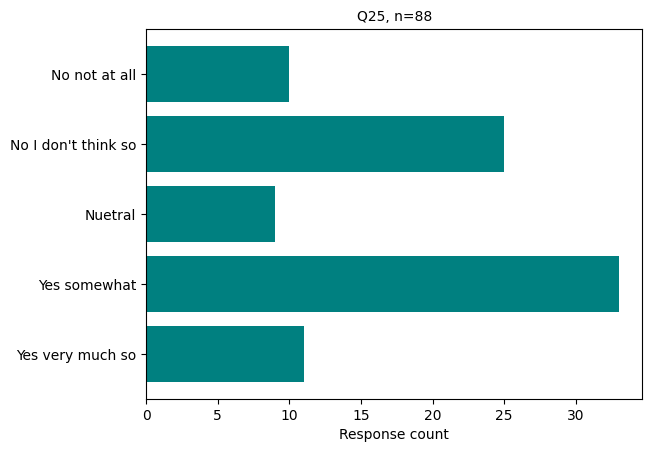 Q25, n=88
No not at all
No I don't think so
Nuetral
Yes somewhat
Yes very much so
0 5 10 15 20 25 30
Response count